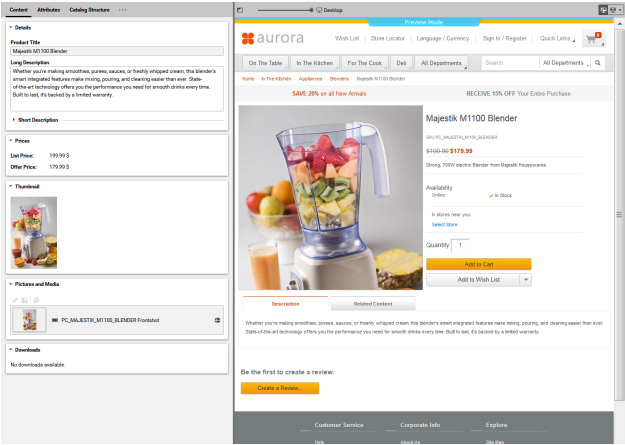 Content Attributes Catalog Structure ...
Desktop
Preview Mode
Details
Product Title
Majestik M1100 Blender
Long Description
Whether you're making smoothies, purees, sauces, or freshly whipped cream, this blender's
smart integrated features make mixing, pouring, and cleaning easier than ever. State-
of-the-art technology offers you the performance you need for smooth drinks every time.
Built to last, it's backed by a limited warranty.
Short Description
Prices
List Price: 199.99 $
Offer Price: 179.99 $
Thumbnail
Pictures and Media
PC_MAJESTIK_M1100_BLENDER Frontshot
Downloads
No downloads available.
aurora
Wish List Store Locator Language / Currency Sign In / Register Quick Links
On The Table In The Kitchen For The Cook Deli All Departments Search All Departments
Home In The Kitchen Appliances Blenders Majestik M1100 Blender
SAVE 20% on all New Arrivals RECEIVE 15% OFF Your Entire Purchase
Majestik M1100 Blender
SKU PC_MAJESTIK_M1100_BLENDER
$199.99 $179.99
Strong, 700W electric Blender from Majestik Housewares
Availability
Online: In Stock
In stores near you:
Select Store
Quantity 1
Add to Cart
Add to Wish List
Description Related Content
Whether you're making smoothies, purees, sauces, or freshly whipped cream, this blender's smart integrated features make mixing, pouring, and cleaning easier than ever.
State-of-the-art technology offers you the performance you need for smooth drinks every time. Built to last, it's backed by a limited warranty.
Be the first to create a review.
Create a Review...
Customer Service Corporate Info Explore
Help About Us Site Map